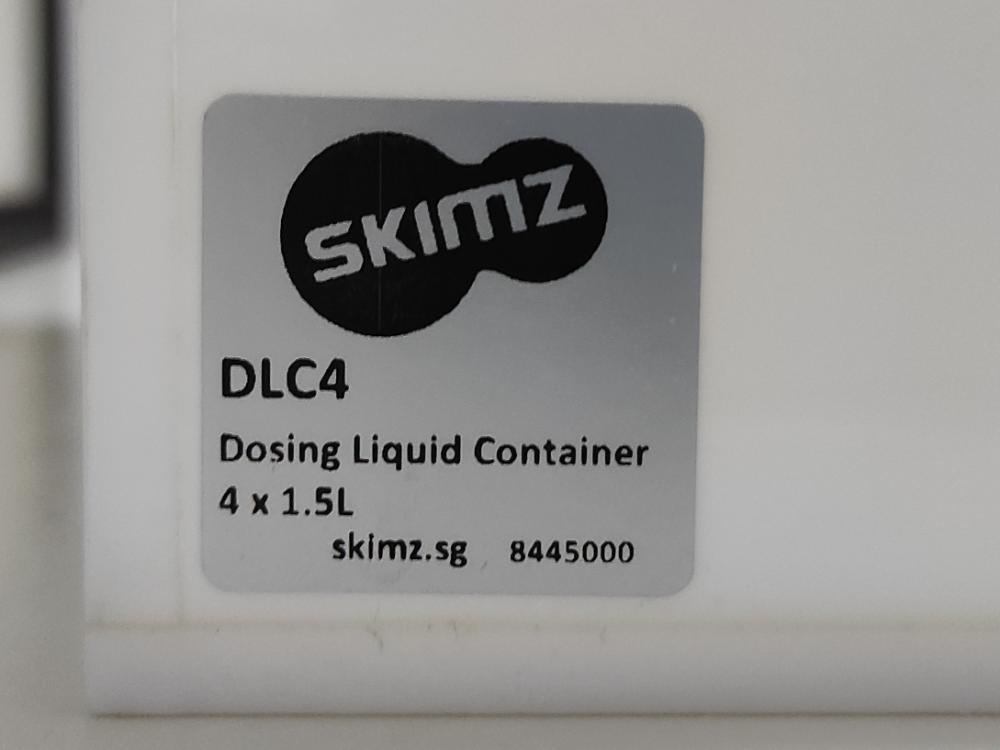 SKIMZ
DLC4
Dosing Liquid Container
4 x 1.5L
skimz.sg 8445000